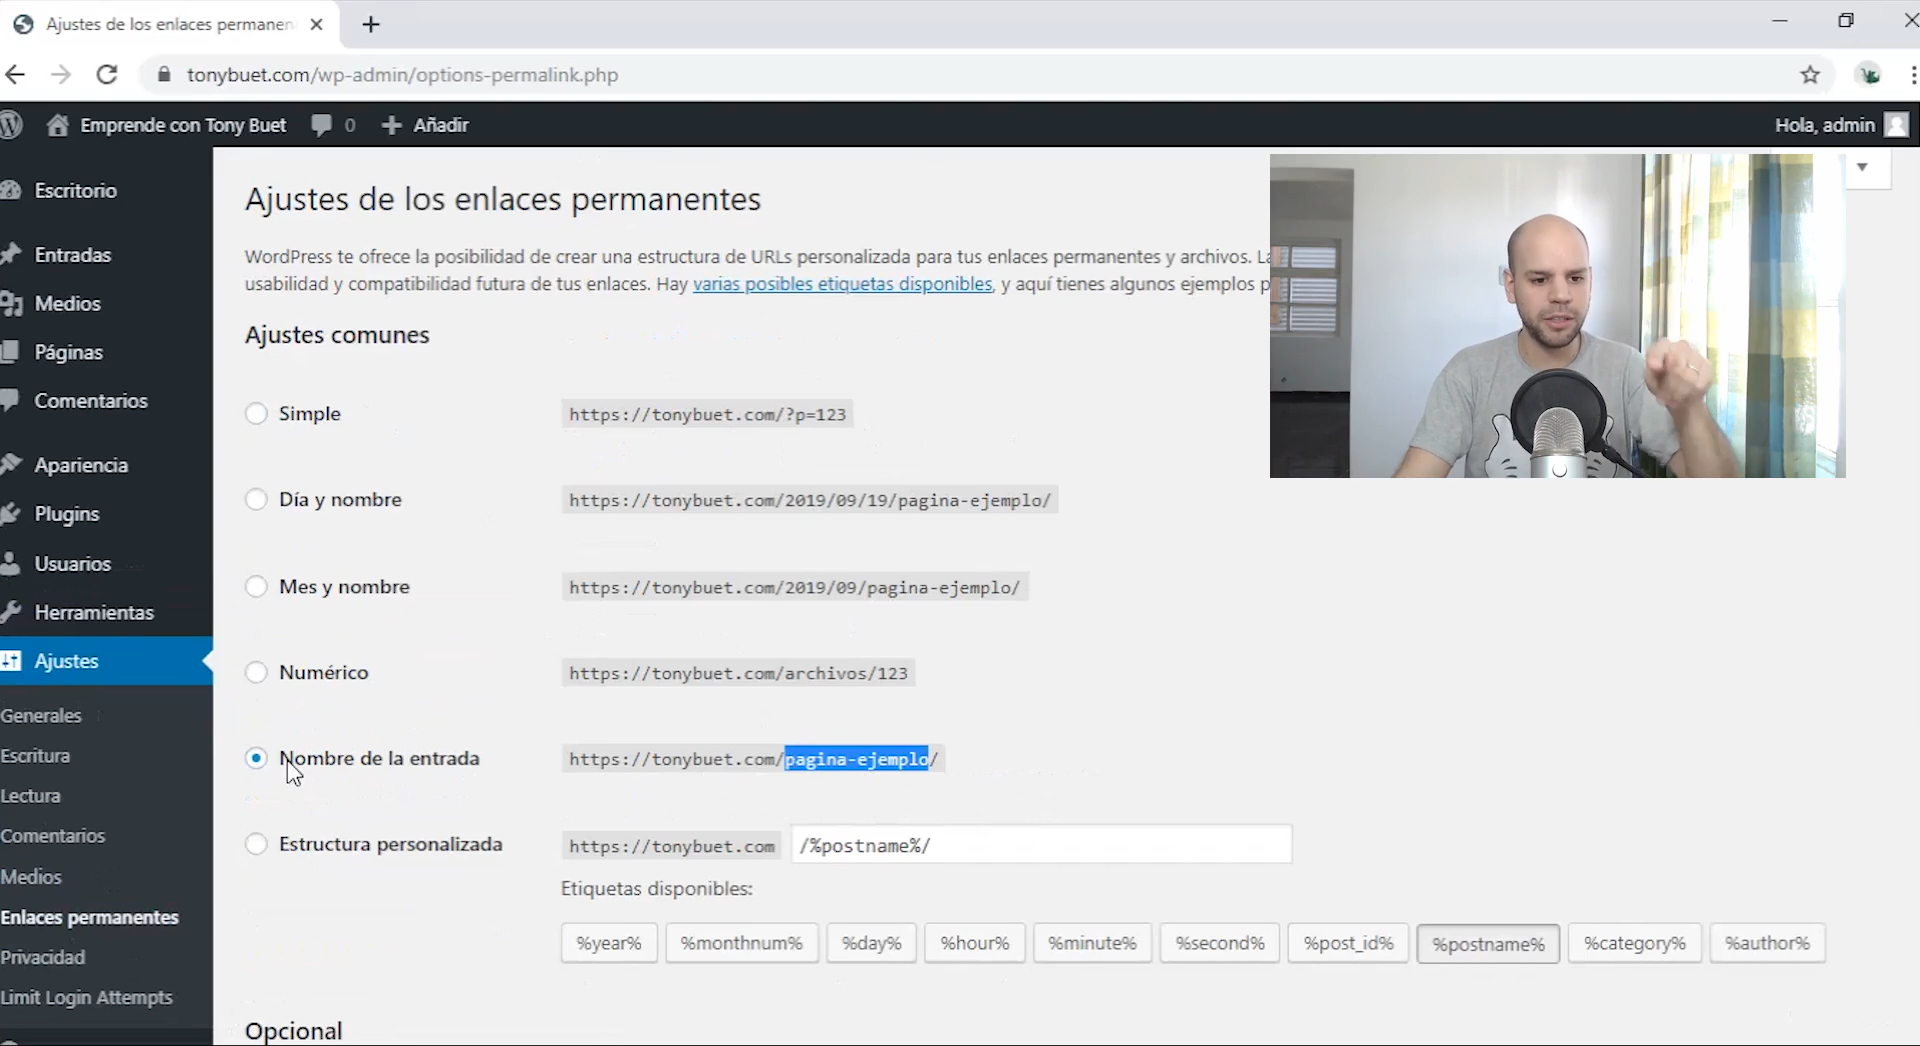 Ajustes de los enlaces permanen
tonybuet.com/wp-admin/options-permalink.php
Emprende con Tony Buet 0 Añadir Hola, admin
Escritorio
Entradas
Medios
Páginas
Comentarios
Apariencia
Plugins
Usuarios
Herramientas
Ajustes
Generales
Escritura
Lectura
Comentarios
Medios
Enlaces permanentes
Privacidad
Limit Login Attempts
Ajustes de los enlaces permanentes
WordPress te ofrece la posibilidad de crear una estructura de URLs personalizada para tus enlaces permanentes y archivos. La
usabilidad y compatibilidad futura de tus enlaces. Hay varias posibles etiquetas disponibles, y aquí tienes algunos ejemplos p
Ajustes comunes
Simple https://tonybuet.com/?p=123
Día y nombre https://tonybuet.com/2019/09/19/pagina-ejemplo/
Mes y nombre https://tonybuet.com/2019/09/pagina-ejemplo/
Numérico https://tonybuet.com/archivos/123
Nombre de la entrada https://tonybuet.com/pagina-ejemplo/
Estructura personalizada https://tonybuet.com /%postname%/
Etiquetas disponibles:
%year% %monthnum% %day% %hour% %minute% %second% %post_id% %postname% %category% %author%
Opcional